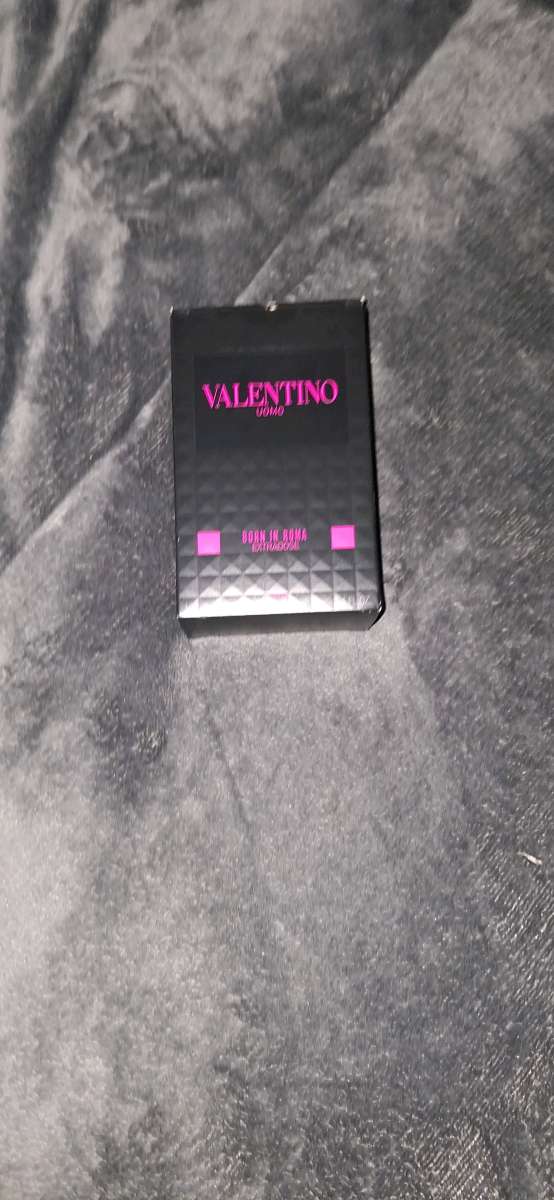 VALENTINO
UOMO
BORN IN ROMA
EXTRADOSE